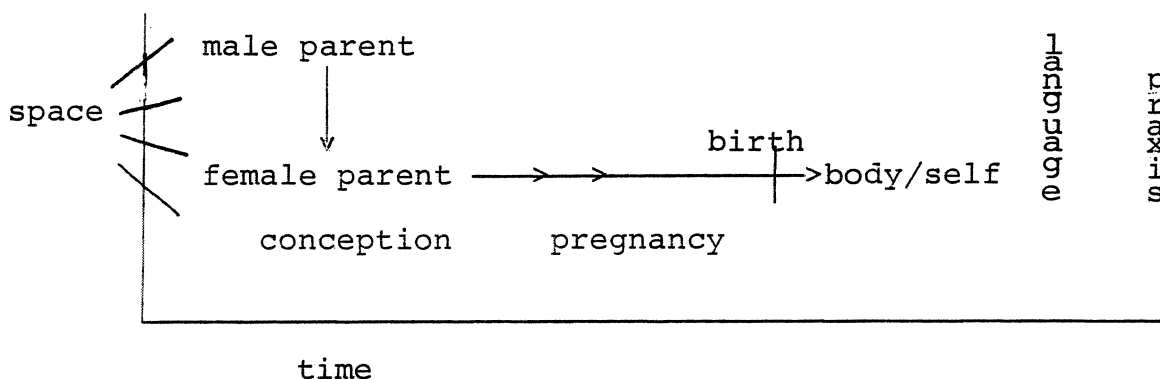 male parent
space
birth
female parent
body/self
conception
pregnancy
time
language
praxis